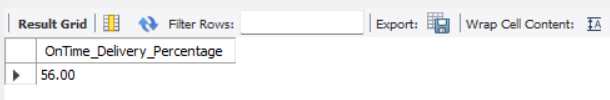 Result Grid Filter Rows: Export: Wrap Cell Content:
OnTime_Delivery_Percentage
56.00